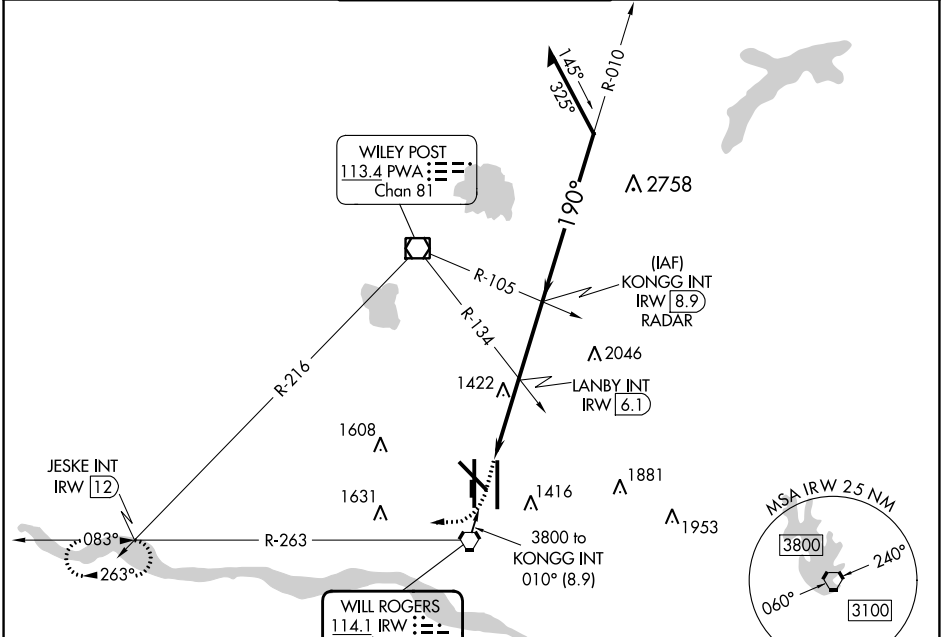 R-010
145°
325°
WILEY POST
113.4 PWA
Chan 81
2758
190°
(IAF)
KONGG INT
IRW 8.9
RADAR
R-105
R-134
2046
R-216
1422
LANBY INT
IRW 6.1
1608
JESKE INT
IRW 12
1631
1416
1881
1953
MSA IRW 25 NM
3800
240°
060°
3100
083°
R-263
263°
3800 to
KONGG INT
010° (8.9)
WILL ROGERS
114.1 IRW